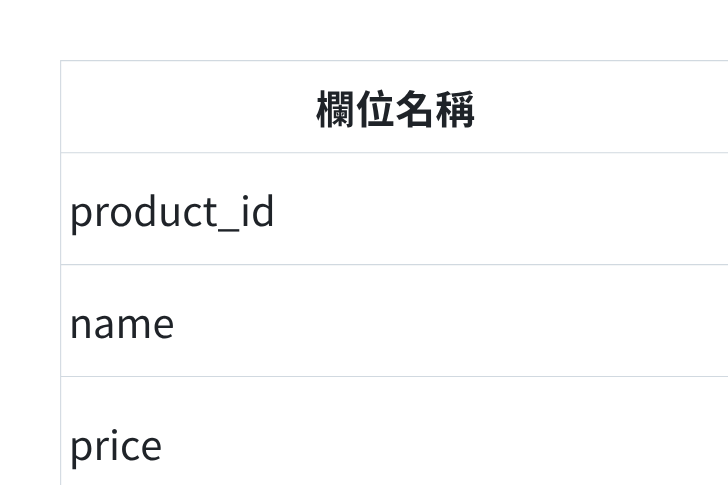 欄位名稱
product_id
name
price